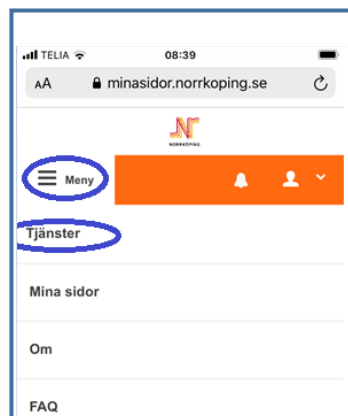 TELIA 08:39
AA minasidor.norrkoping.se
NORRKÖPING
Meny
Tjänster
Mina sidor
Om
FAQ